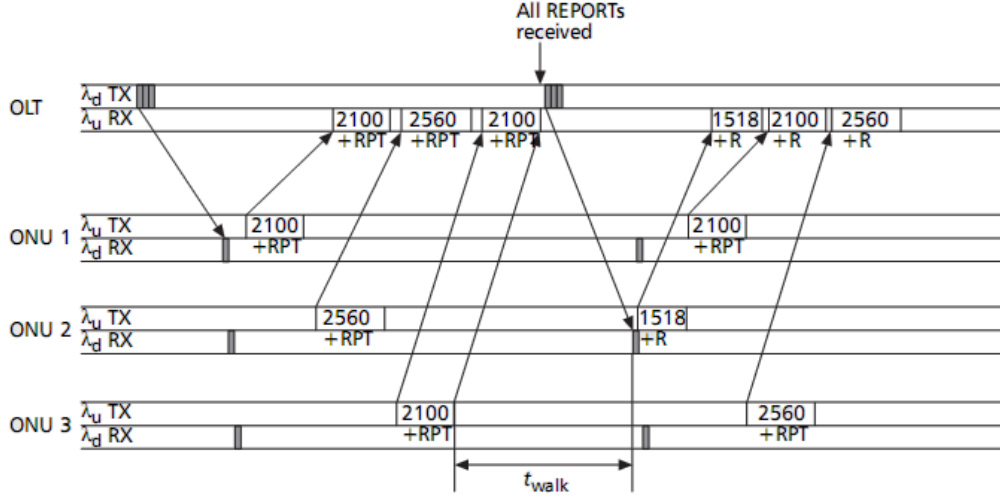 All REPORTs
received
OLT
λd TX
λu RX
2100 2560 2100 1518 2100 2560
+RPT +RPT +RPT +R +R +R
ONU 1
λu TX
2100 2100
λd RX
+RPT +RPT
ONU 2
λu TX
2560 1518
λd RX
+RPT +R
ONU 3
λu TX
2100 2560
λd RX
+RPT +RPT
twalk